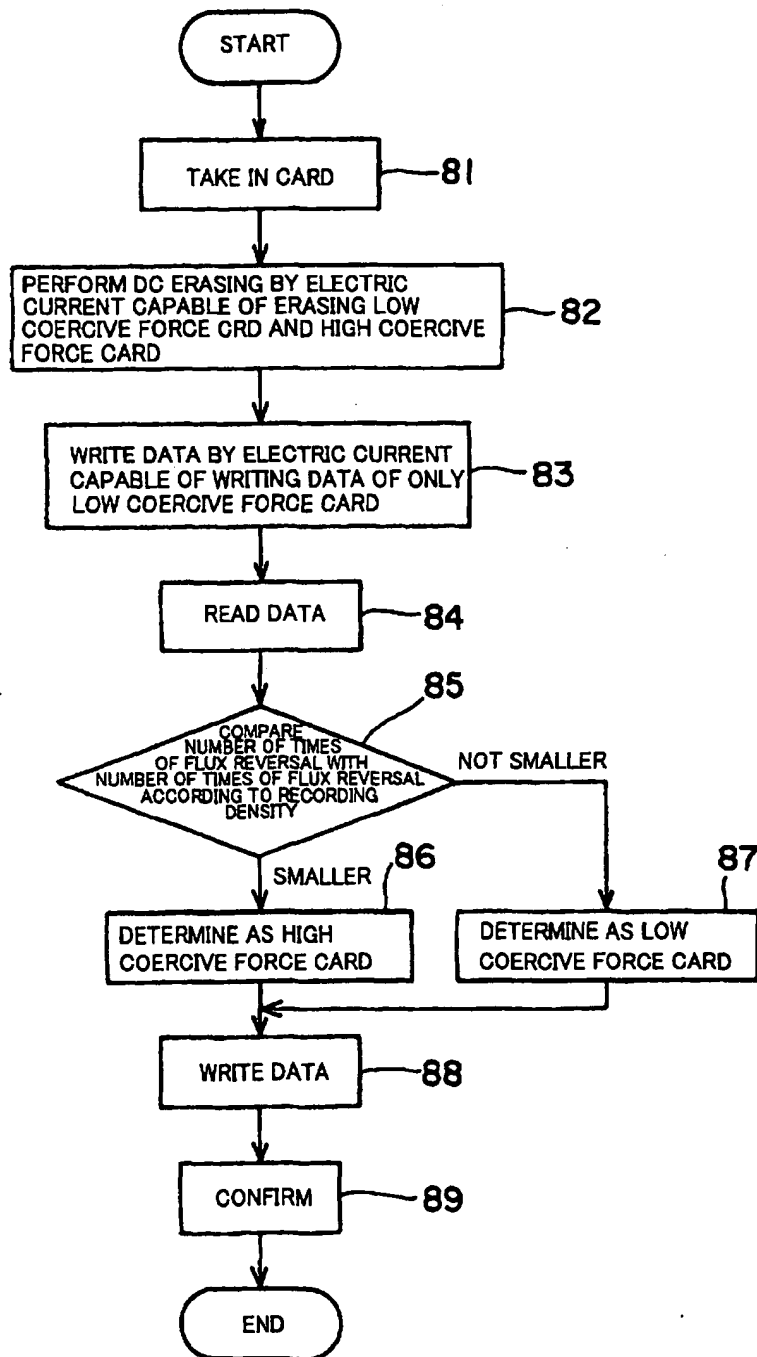 START
TAKE IN CARD
81
PERFORM DC ERASING BY ELECTRIC
CURRENT CAPABLE OF ERASING LOW
COERCIVE FORCE CRD AND HIGH COERCIVE
FORCE CARD
82
WRITE DATA BY ELECTRIC CURRENT
CAPABLE OF WRITING DATA OF ONLY
LOW COERCIVE FORCE CARD
83
READ DATA
84
85
COMPARE
NUMBER OF TIMES
OF FLUX REVERSAL WITH
NUMBER OF TIMES OF FLUX REVERSAL
ACCORDING TO RECORDING
DENSITY
NOT SMALLER
SMALLER
86
87
DETERMINE AS HIGH
COERCIVE FORCE CARD
DETERMINE AS LOW
COERCIVE FORCE CARD
WRITE DATA
88
CONFIRM
89
END